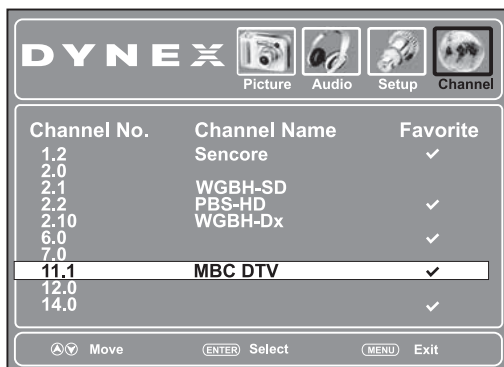 DYNEX
Picture Audio Setup Channel
Channel No. Channel Name Favorite
1.2 Sencore ✓
2.0
2.1 WGBH-SD
2.2 PBS-HD ✓
2.10 WGBH-Dx
6.0 ✓
7.0
11.1 MBC DTV ✓
12.0
14.0 ✓
Move ENTER Select MENU Exit